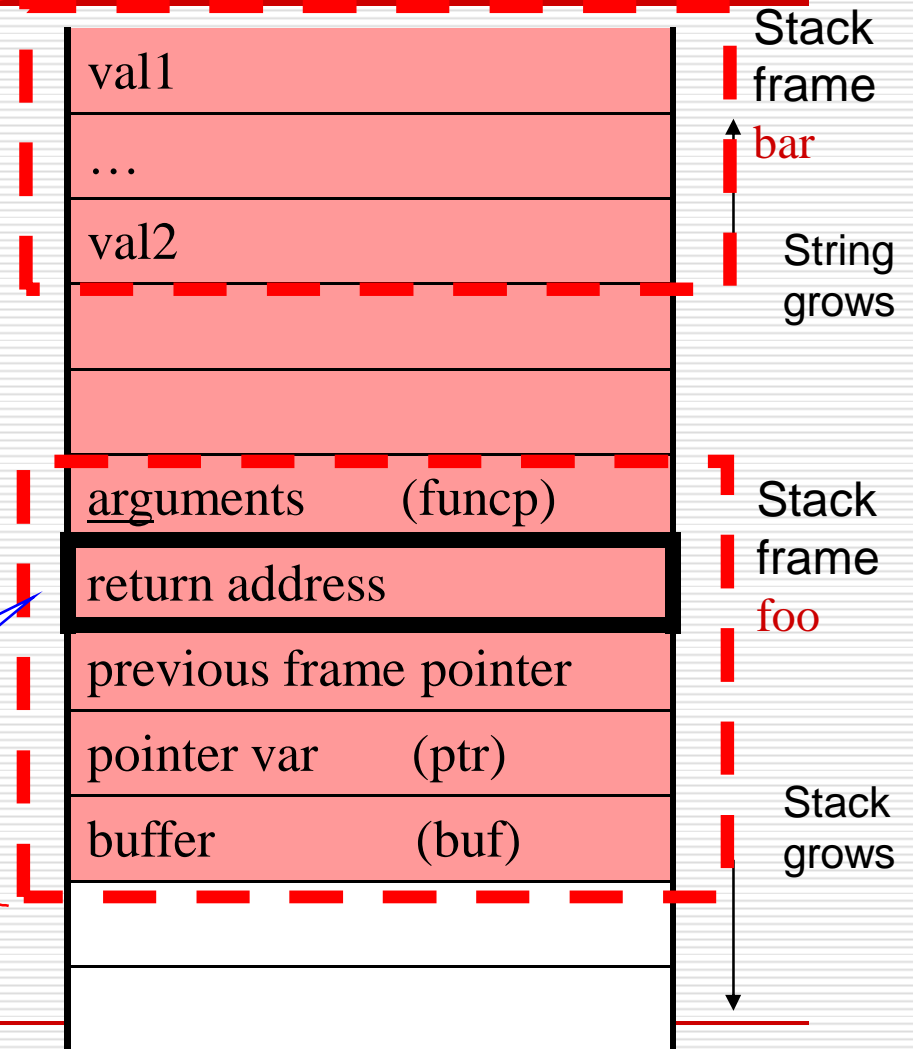 Stack
frame
bar
val1
…
val2
String
grows
arguments (funcp)
Stack
frame
foo
return address
previous frame pointer
pointer var (ptr)
buffer (buf)
Stack
grows